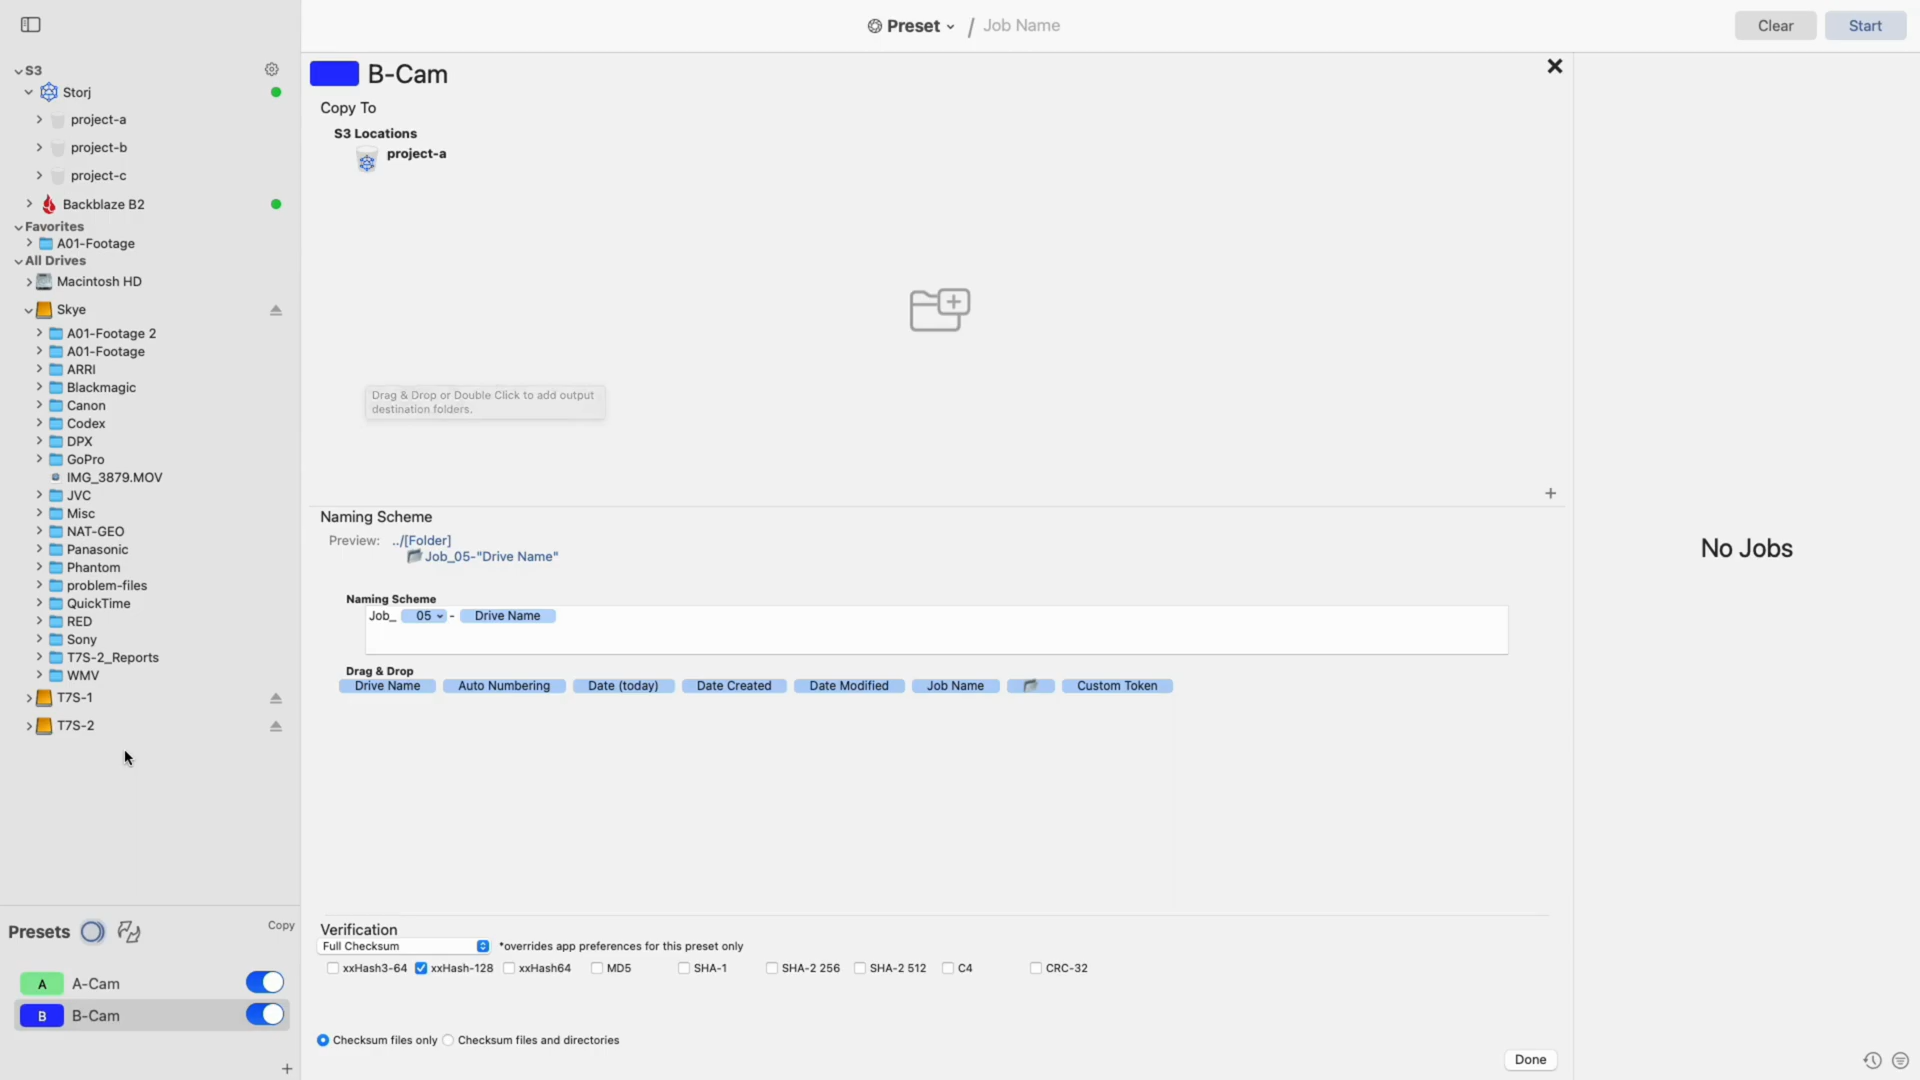 Preset / Job Name
Clear
Start
S3
Storj
project-a
project-b
project-c
Backblaze B2
Favorites
A01-Footage
All Drives
Macintosh HD
Skye
A01-Footage 2
A01-Footage
ARRI
Blackmagic
Canon
Codex
DPX
GoPro
IMG_3879.MOV
JVC
Misc
NAT-GEO
Panasonic
Phantom
problem-files
QuickTime
RED
Sony
T7S-2_Reports
WMV
T7S-1
T7S-2
Presets
Copy
A A-Cam
B B-Cam
B-Cam
Copy To
S3 Locations
project-a
Drag & Drop or Double Click to add output
destination folders.
Naming Scheme
Preview: ../[Folder]
Job_05-"Drive Name"
Naming Scheme
Job_ 05 - Drive Name
Drag & Drop
Drive Name Auto Numbering Date (today) Date Created Date Modified Job Name Custom Token
Verification
Full Checksum *overrides app preferences for this preset only
xxHash3-64 xxHash-128 xxHash64 MD5 SHA-1 SHA-2 256 SHA-2 512 C4 CRC-32
Checksum files only Checksum files and directories
Done
No Jobs